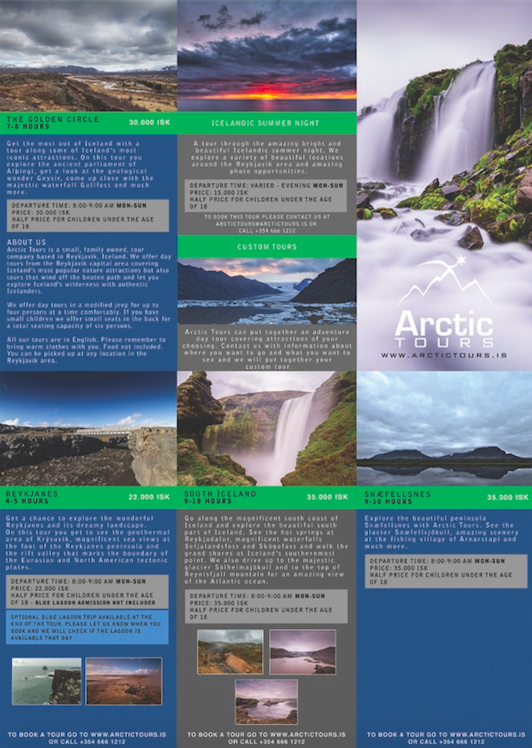 THE GOLDEN CIRCLE
7-8 HOURS
30.000 ISK
Get the most out of Iceland with a
tour along some of Iceland's most
iconic attractions. On this tour you
explore the ancient parliament of
Alpingi, get a look at the geological
wonder Geysir, come up close with the
majestic waterfall Gullfoss and much
more.
DEPARTURE TIME: 8:00-9:00 AM MON-SUN
PRICE: 30.000 ISK
HALF PRICE FOR CHILDREN UNDER THE AGE
OF 18
ABOUT US
Arctic Tours is a small, family owned, tour
company based in Reykjavik, Iceland. We offer day
tours from the Reykjavik capital area covering
Iceland's most popular nature attractions but also
tours that wind off the beaten path and let you
explore Iceland's wilderness with authentic
Icelanders.
We offer day tours in a modified jeep for up to
four persons at a time comfortably. If you have
small children we offer small seats in the back for
a total seating capacity of six persons.
All our tours are in English. Please remember to
bring warm clothes with you. Food not included.
You can be picked up at any location in the
Reykjavik area.
ICELANDIC SUMMER NIGHT
A tour through the amazing bright and
beautiful Icelandic summer night. We
explore a variety of beautiful locations
around the Reykjavik area and amazing
photo opportunities.
DEPARTURE TIME: VARIED - EVENING MON-SUN
PRICE: 15.000 ISK
HALF PRICE FOR CHILDREN UNDER THE AGE
OF 18
TO BOOK THIS TOUR PLEASE CONTACT US AT
ARCTICTOURS@ARCTICTOURS.IS OR
CALL +354 666 1212
CUSTOM TOURS
Arctic Tours can put together an adventure
day tour covering attractions of your
choosing. Contact us with information about
where you want to go and what you want to
see and we will put together your
custom tour.
Arctic
TOURS
WWW.ARCTICTOURS.IS
REYKJANES
4-5 HOURS
22.000 ISK
Get a chance to explore the wonderful
Reykjanes and its dreamy landscape.
On this tour you get to see the geothermal
area of Krýsuvík, magnificent sea views at
the foot of the Reykjanes peninsula and
the rift valley that marks the boundary of
the Eurasian and North American tectonic
plates.
DEPARTURE TIME: 8:00-9:00 AM MON-SUN
PRICE: 22.000 ISK
HALF PRICE FOR CHILDREN UNDER THE AGE
OF 18 - BLUE LAGOON ADMISSION NOT INCLUDED
OPTIONAL BLUE LAGOON TRIP AVAILABLE AT THE
END OF THE TOUR. PLEASE LET US KNOW WHEN YOU
BOOK AND WE WILL CHECK IF THE LAGOON IS
AVAILABLE THAT DAY
TO BOOK A TOUR GO TO WWW.ARCTICTOURS.IS
OR CALL +354 666 1212
SOUTH ICELAND
9-10 HOURS
35.000 ISK
Go along the magnificent south coast of
Iceland and explore the beautiful south
part of Iceland. See the hot springs at
Reykjadalur, magnificent waterfalls
Seljalandsfoss and Skógafoss and walk the
grand shores at Iceland's southernmost
point. We also drive up to the majestic
glacier Sólheimajökull and to the top of
Reynisfjall mountain for an amazing view
of the Atlantic ocean.
DEPARTURE TIME: 8:00-9:00 AM MON-SUN
PRICE: 35.000 ISK
HALF PRICE FOR CHILDREN UNDER THE AGE
OF 18
TO BOOK A TOUR GO TO WWW.ARCTICTOURS.IS
OR CALL +354 666 1212
SNÆFELLSNES
9-10 HOURS
35.000 ISK
Explore the beautiful peninsula
Snæfellsnes with Arctic Tours. See the
glacier Snæfellsjökull, amazing scenery
at the fishing village of Arnarstapi and
much more.
DEPARTURE TIME: 8:00-9:00 AM MON-SUN
PRICE: 35.000 ISK
HALF PRICE FOR CHILDREN UNDER THE AGE
OF 18
TO BOOK A TOUR GO TO WWW.ARCTICTOURS.IS
OR CALL +354 666 1212